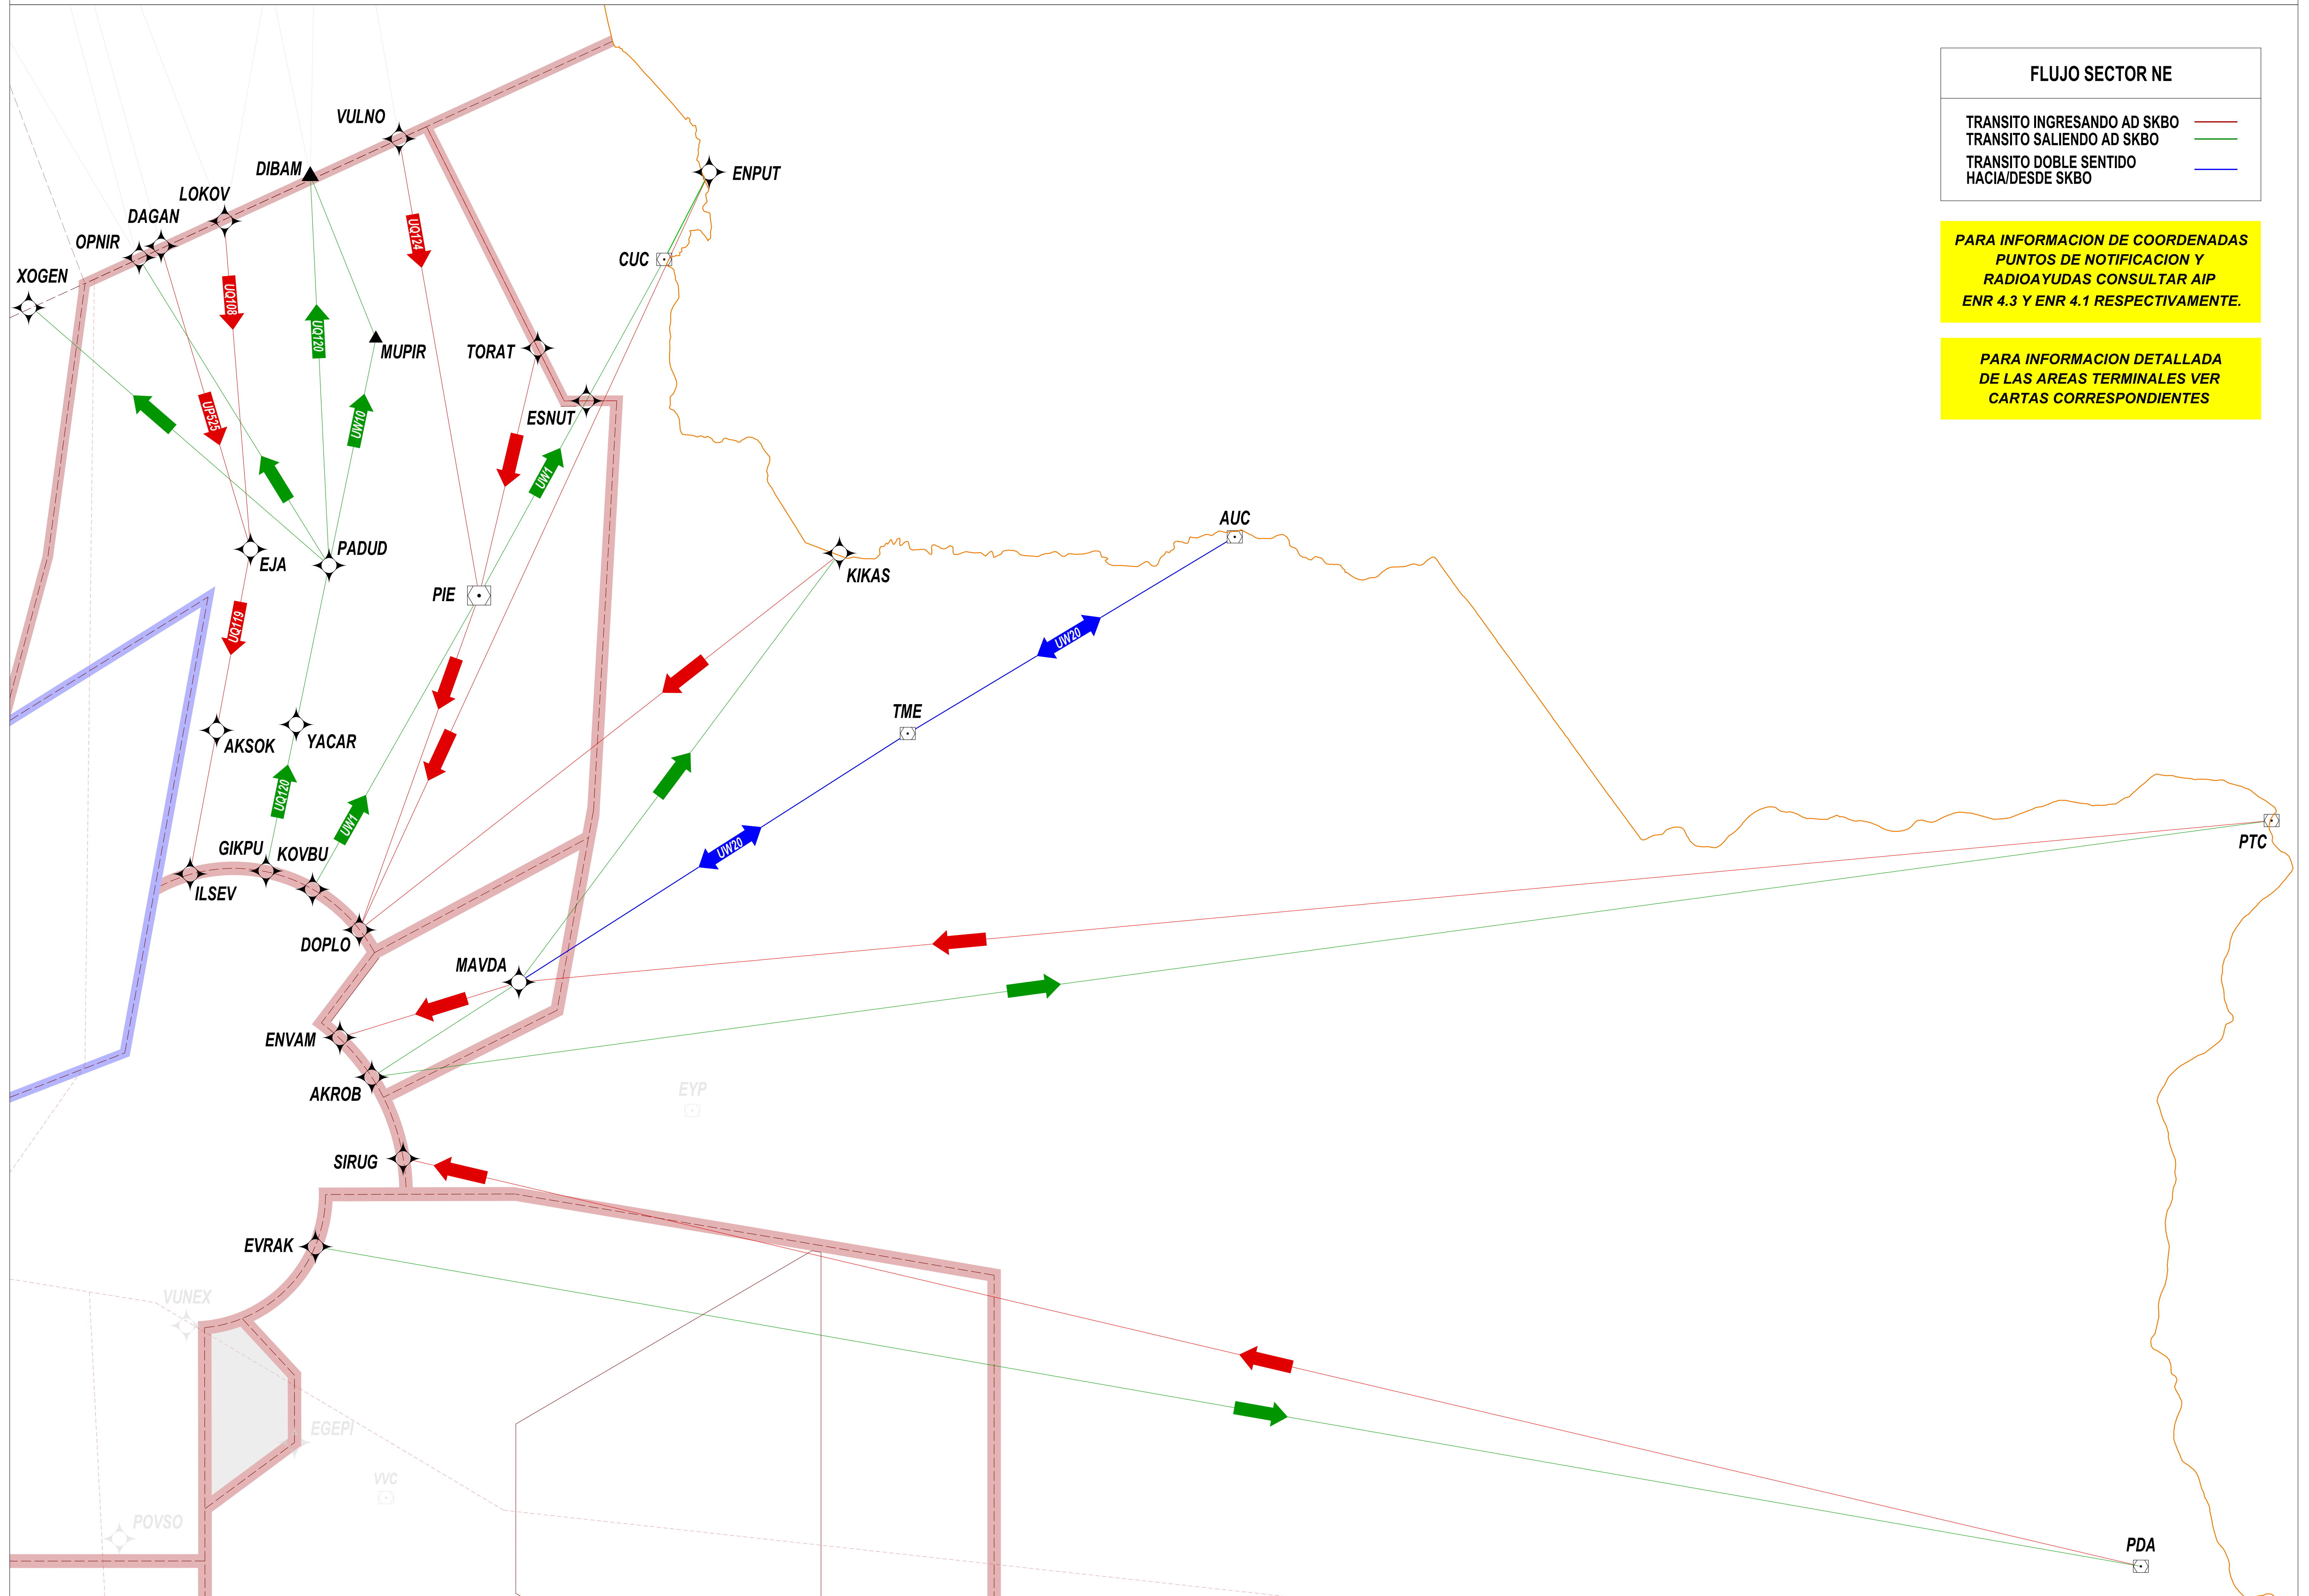 FLUJO SECTOR NE
TRANSITO INGRESANDO AD SKBO
TRANSITO SALIENDO AD SKBO
TRANSITO DOBLE SENTIDO
HACIA/DESDE SKBO
PARA INFORMACION DE COORDENADAS
PUNTOS DE NOTIFICACION Y
RADIOAYUDAS CONSULTAR AIP
ENR 4.3 Y ENR 4.1 RESPECTIVAMENTE.
PARA INFORMACION DETALLADA
DE LAS AREAS TERMINALES VER
CARTAS CORRESPONDIENTES
VULNO
DIBAM
ENPUT
LOKOV
DAGAN
OPNIR
UQ124
CUC
XOGEN
UQ108
UQ120
MUPIR
TORAT
UP525
UW10
ESNUT
UW1
AUC
PADUD
EJA
KIKAS
PIE
UQ119
UW20
TME
AKSOK
YACAR
UQ120
UW1
UW20
PTC
GIKPU
KOVBU
ILSEV
DOPLO
MAVDA
ENVAM
EYP
AKROB
SIRUG
EVRAK
VUNEX
EGEPI
VVC
POVSO
PDA